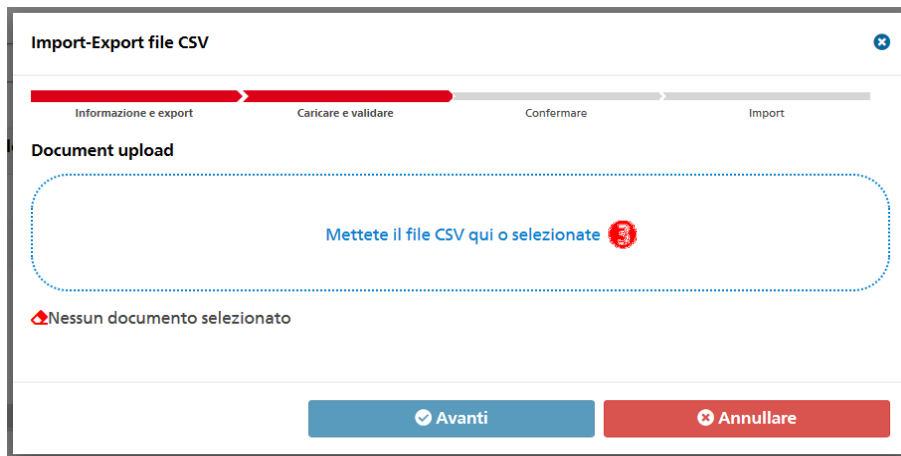 Import-Export file CSV
Informazione e export
Caricare e validare
Confermare
Import
Document upload
Mettete il file CSV qui o selezionate 3
Nessun documento selezionato
Avanti
Annullare